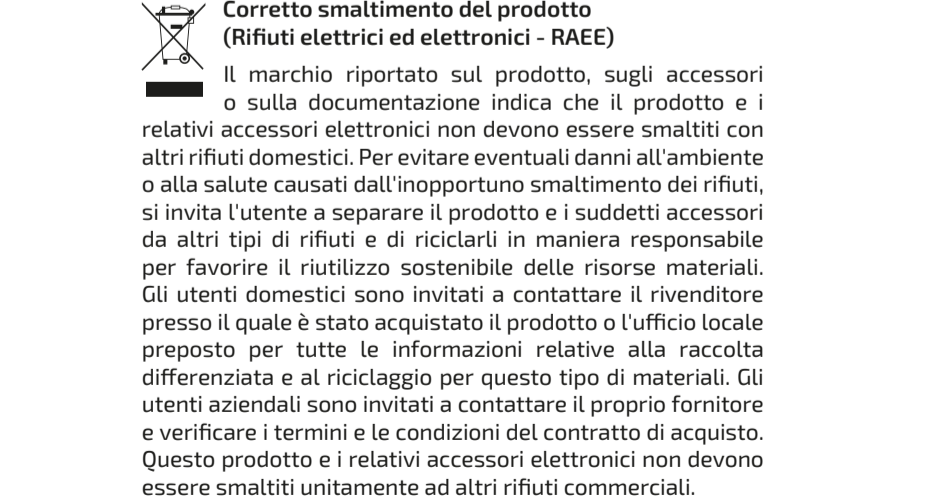 Corretto smaltimento del prodotto
(Rifiuti elettrici ed elettronici - RAEE)
Il marchio riportato sul prodotto, sugli accessori
o sulla documentazione indica che il prodotto e i
relativi accessori elettronici non devono essere smaltiti con
altri rifiuti domestici. Per evitare eventuali danni all'ambiente
o alla salute causati dall'inopportuno smaltimento dei rifiuti,
si invita l'utente a separare il prodotto e i suddetti accessori
da altri tipi di rifiuti e di riciclarli in maniera responsabile
per favorire il riutilizzo sostenibile delle risorse materiali.
Gli utenti domestici sono invitati a contattare il rivenditore
presso il quale è stato acquistato il prodotto o l'ufficio locale
preposto per tutte le informazioni relative alla raccolta
differenziata e al riciclaggio per questo tipo di materiali. Gli
utenti aziendali sono invitati a contattare il proprio fornitore
e verificare i termini e le condizioni del contratto di acquisto.
Questo prodotto e i relativi accessori elettronici non devono
essere smaltiti unitamente ad altri rifiuti commerciali.